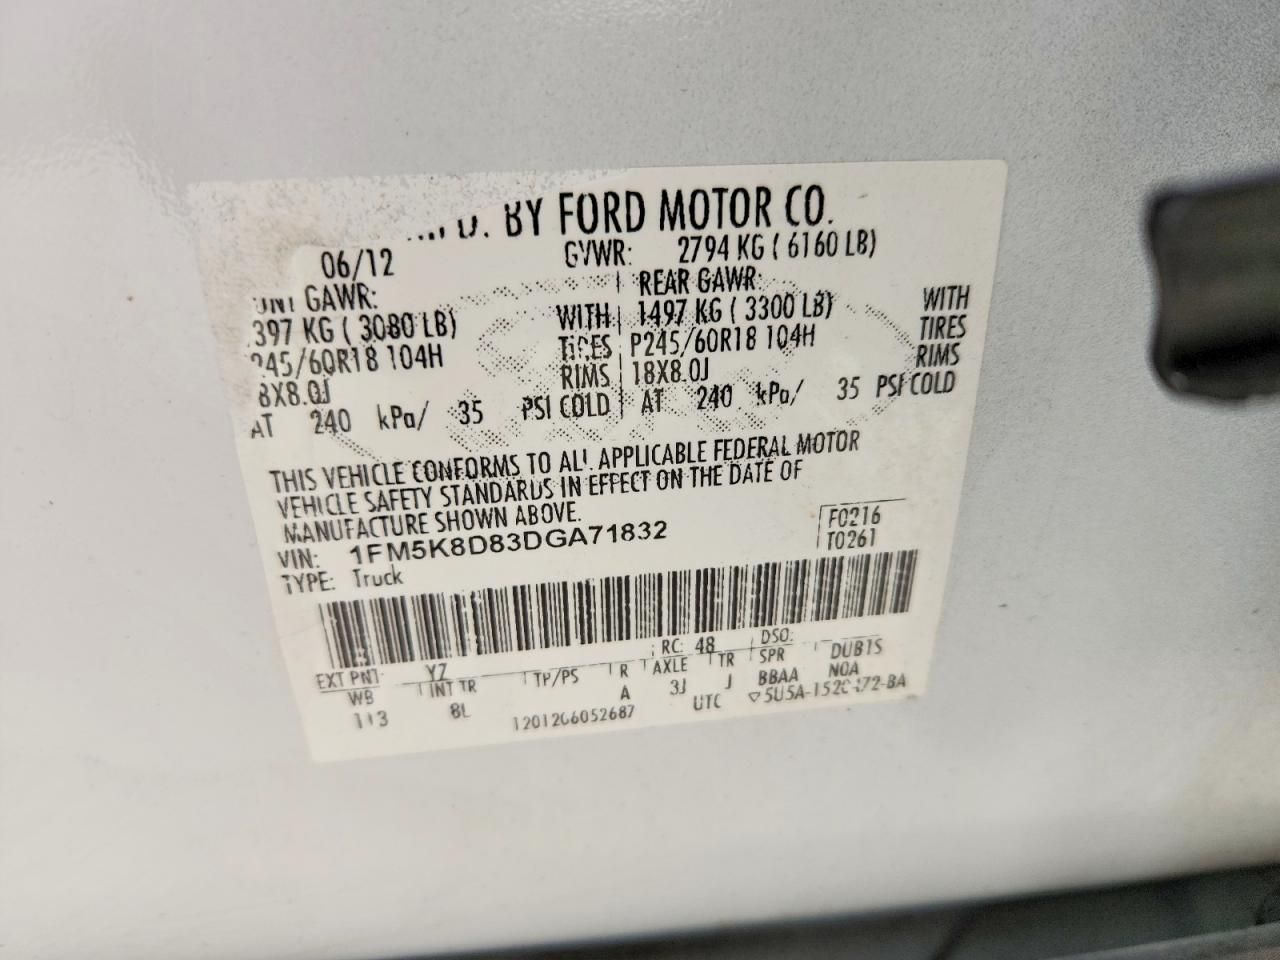 BY FORD MOTOR CO.
06/12 GVWR: 2794 KG ( 6160 LB)
GAWR: REAR GAWR:
397 KG ( 3080 LB) WITH 1497 KG ( 3300 LB) WITH
245/60R18 104H TIRES P245/60R18 104H TIRES
8X8.0J RIMS 18X8.0J RIMS
AT 240 kPa/ 35 PSI COLD AT 240 kPa/ 35 PSI COLD
THIS VEHICLE CONFORMS TO ALL APPLICABLE FEDERAL MOTOR
VEHICLE SAFETY STANDARDS IN EFFECT ON THE DATE OF
MANUFACTURE SHOWN ABOVE.
VIN: 1FM5K8D83DGA71832 F0216
TYPE: Truck T0261
EXT PNT: YZ RC: 48 DSO:
WB INT TR TP/PS R AXLE TR SPR DUB1S
113 8L A 3J J BBAA NOA
1201206052687 UTC